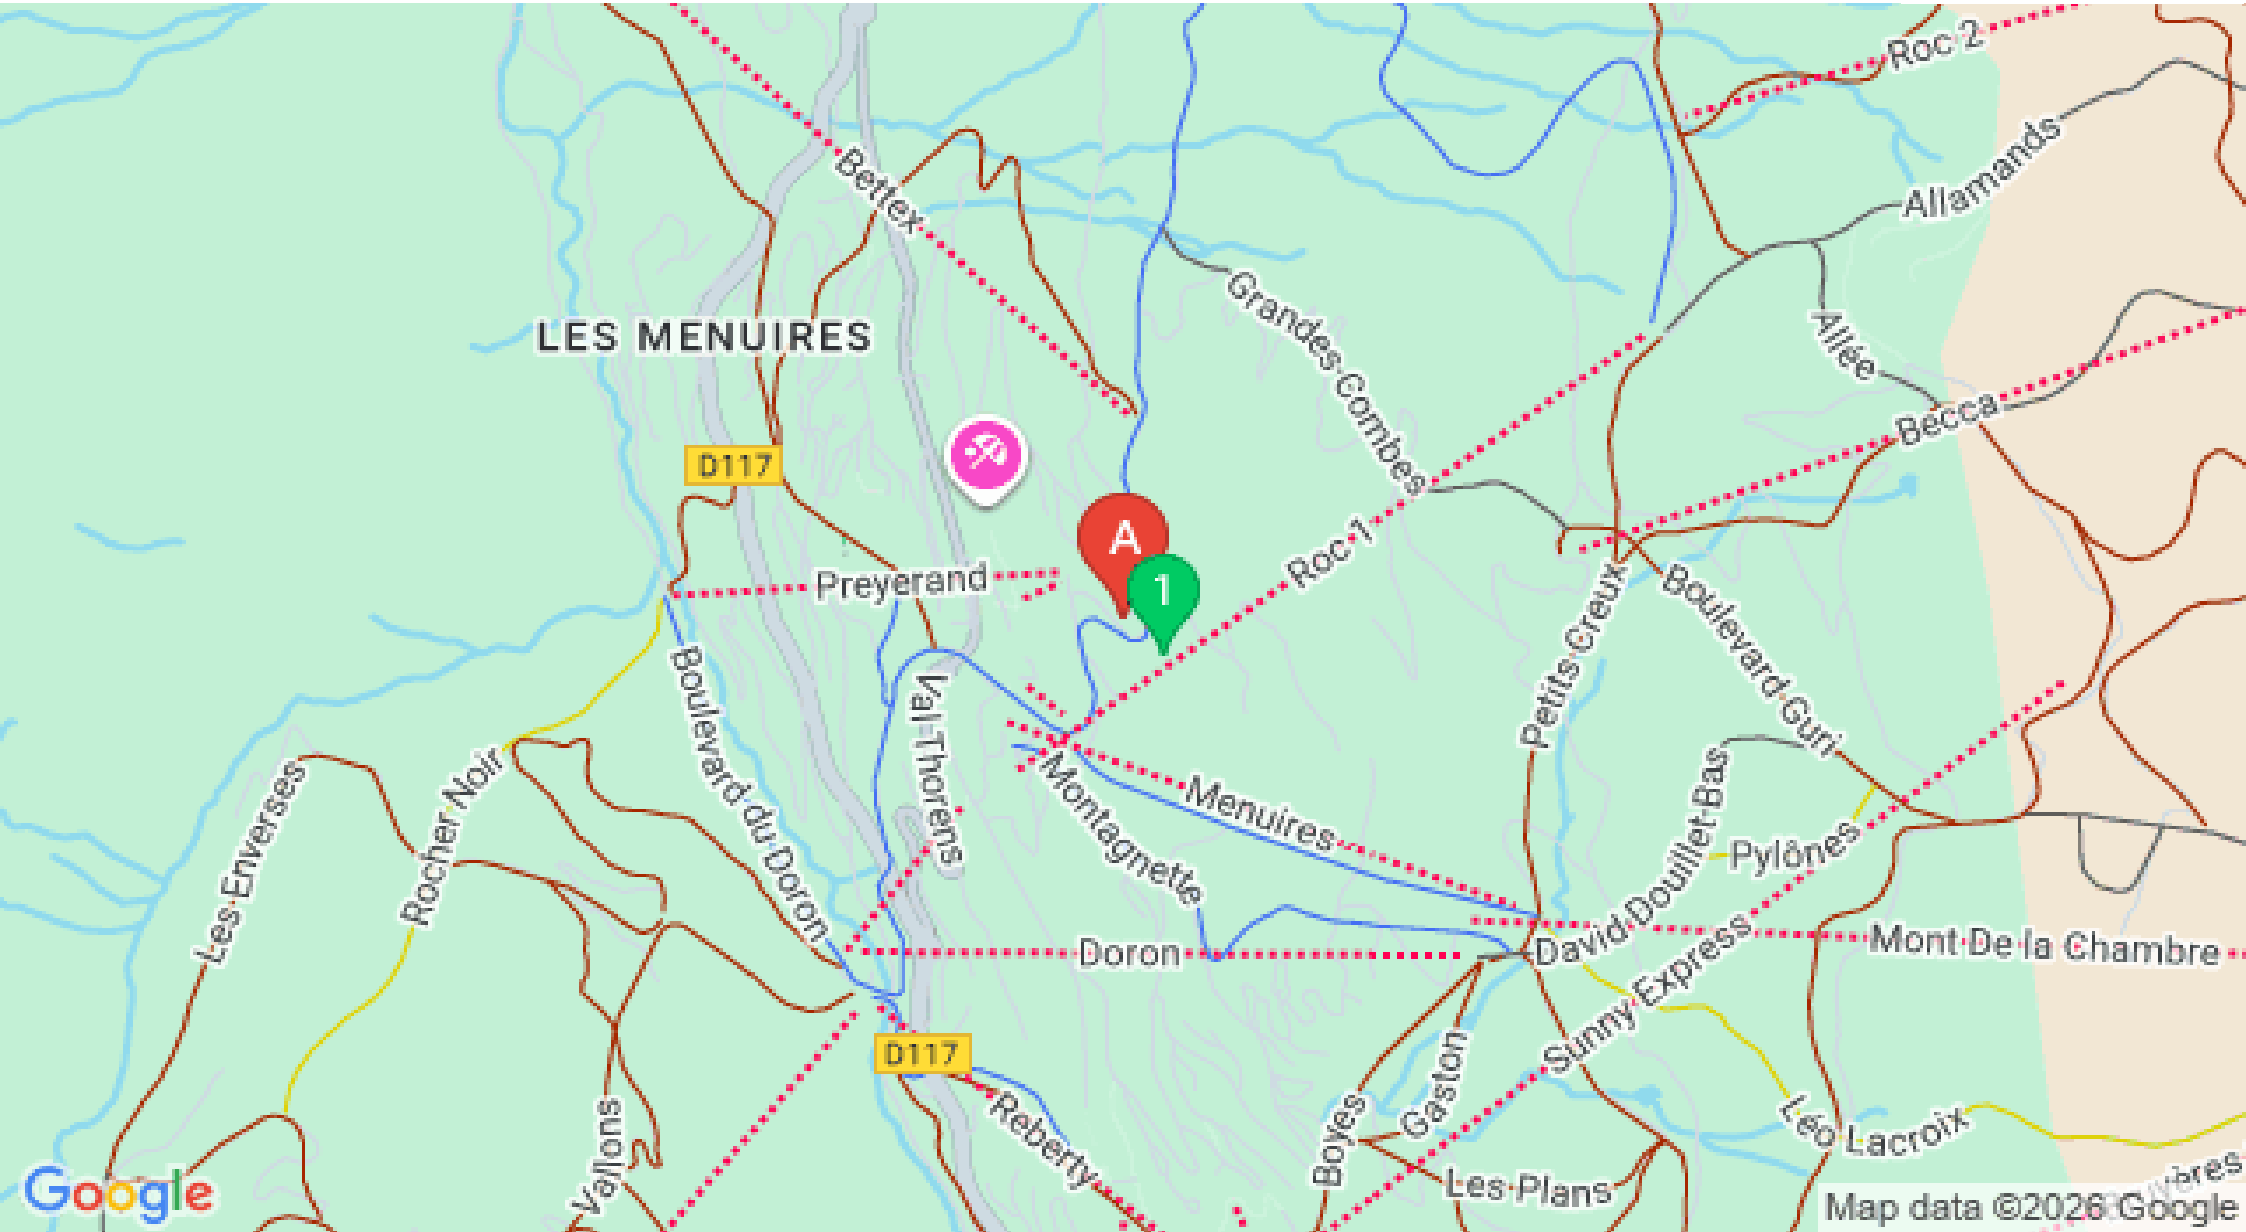 Roc 2
Bettex
Allamands
Grandes Combes
LES MENUIRES
Allée
Becca
D117
A
1
Roc 1
Preyerand
Petits Creux
Boulevard Guri
Boulevard du Doron
Val Thorens
Les Enverses
Rocher Noir
Montagnette
Menuires
David Douillet Bas
Pylônes
Doron
Mont De la Chambre
Sunny Express
D117
Reberty
Gaston
Boyes
Vallons
Léo Lacroix
Les Plans
Google
Map data ©2026 Google